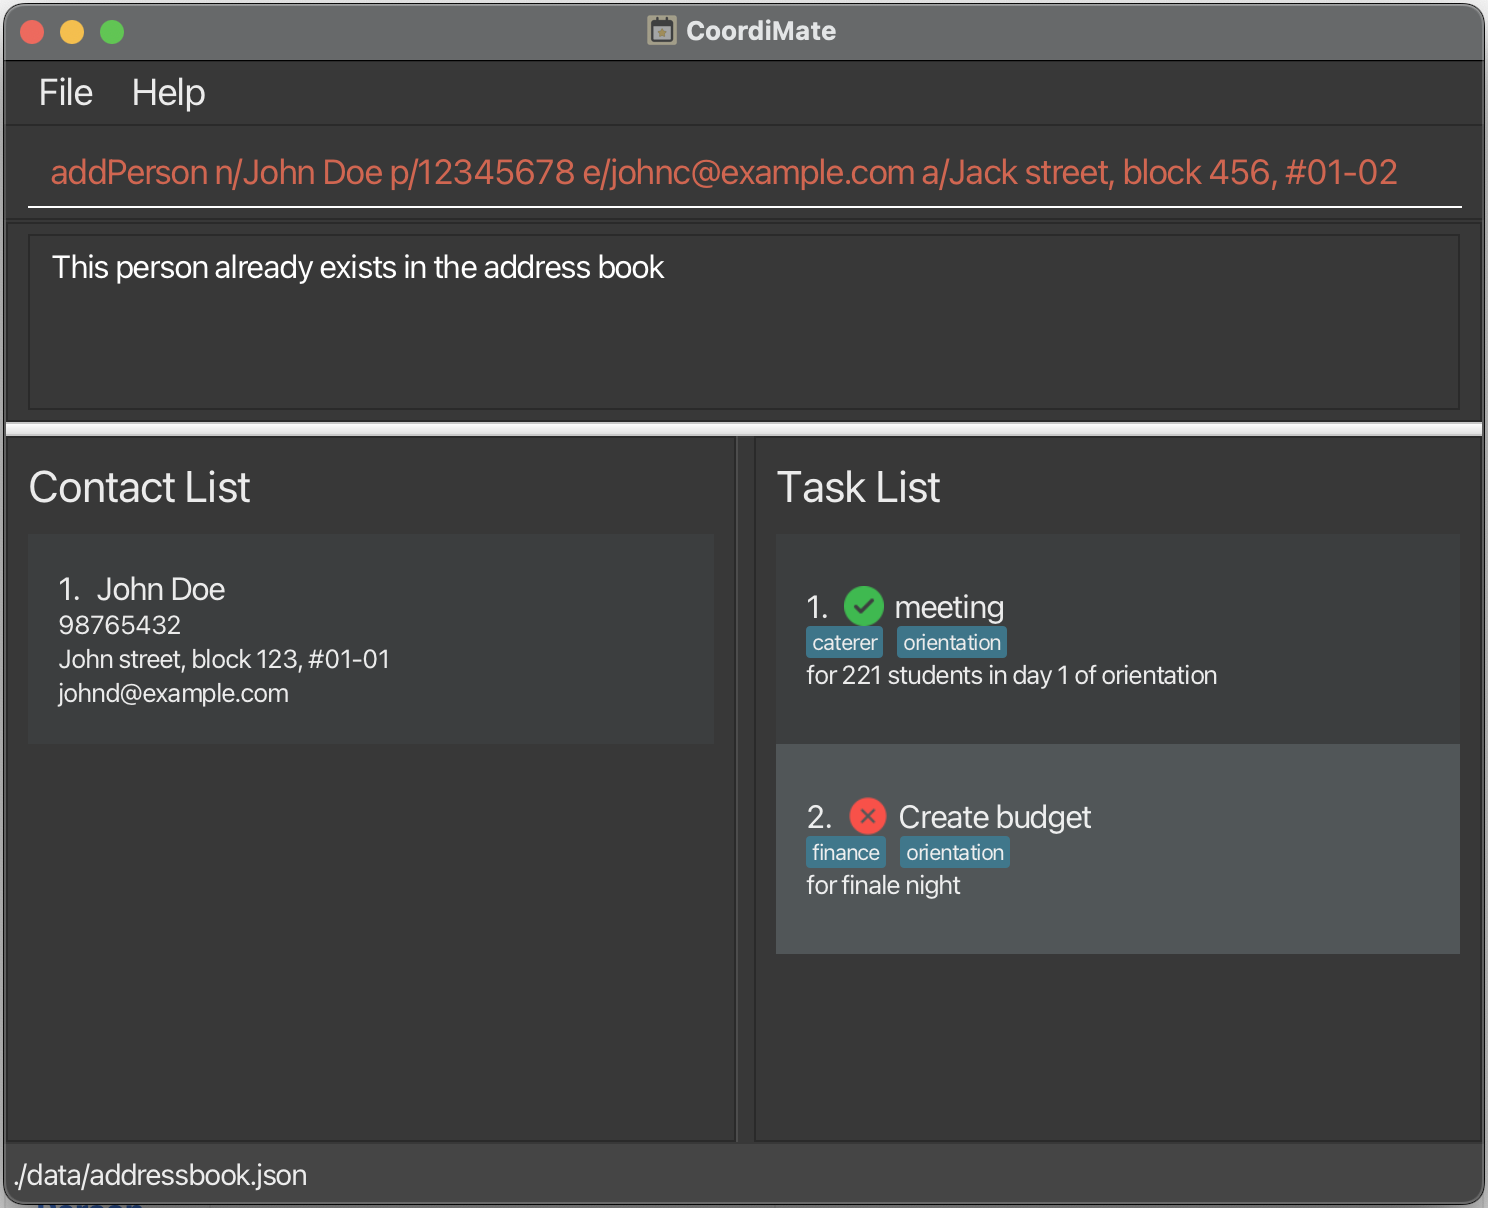 CoordiMate
File Help
addPerson n/John Doe p/12345678 e/johnc@example.com a/Jack street, block 456, #01-02
This person already exists in the address book
Contact List
1. John Doe
98765432
John street, block 123, #01-01
johnd@example.com
Task List
1. meeting
caterer orientation
for 221 students in day 1 of orientation
2. Create budget
finance orientation
for finale night
./data/addressbook.json